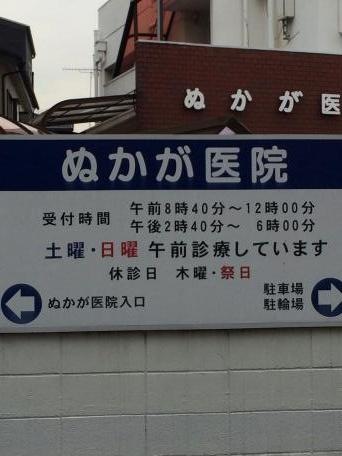 ぬかが医
ぬかが医院
受付時間 午前8時40分～12時00分
午後2時40分～ 6時00分
土曜・日曜 午前診療しています
休診日 木曜・祭日
ぬかが医院入口
駐車場
駐輪場